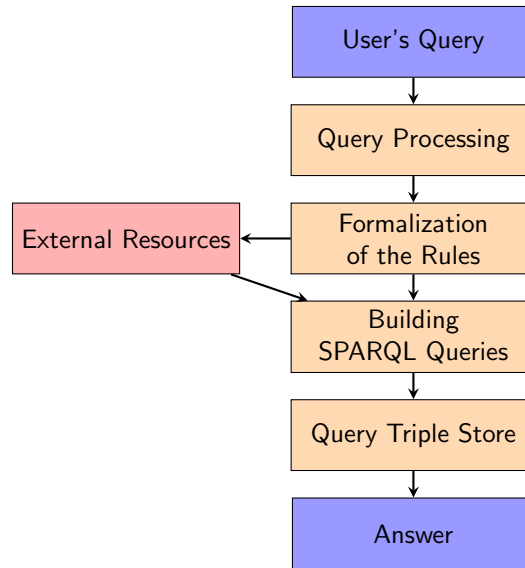 User's Query
Query Processing
External Resources
Formalization
of the Rules
Building
SPARQL Queries
Query Triple Store
Answer